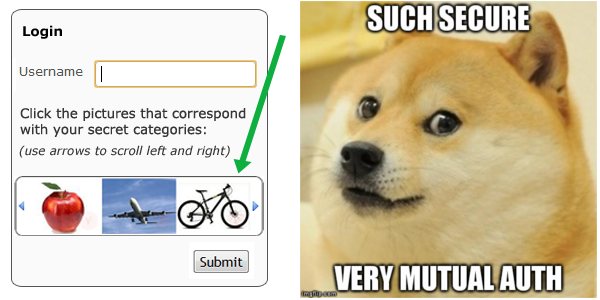 Login
Username
Click the pictures that correspond
with your secret categories:
(use arrows to scroll left and right)
Submit
SUCH SECURE
VERY MUTUAL AUTH
imgflip.com